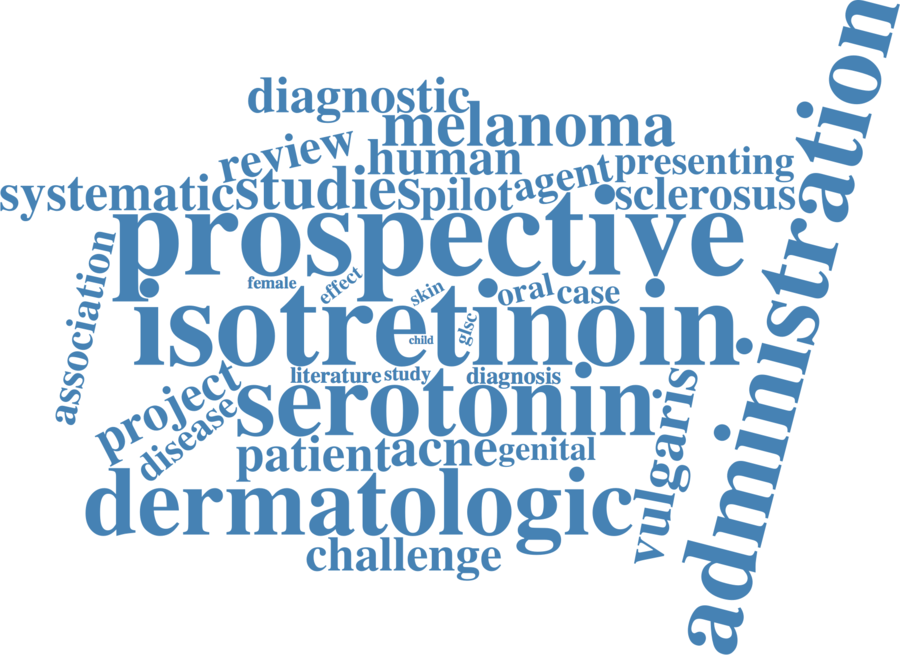 diagnostic
melanoma
review
human
agent
presenting
systematic
studies
pilot
sclerosus
prospective
administration
association
female
effect
skin
oral
case
isotretinoin
child
glsc
literature
study
diagnosis
project
disease
serotonin
vulgaris
patient
acne
genital
dermatologic
challenge